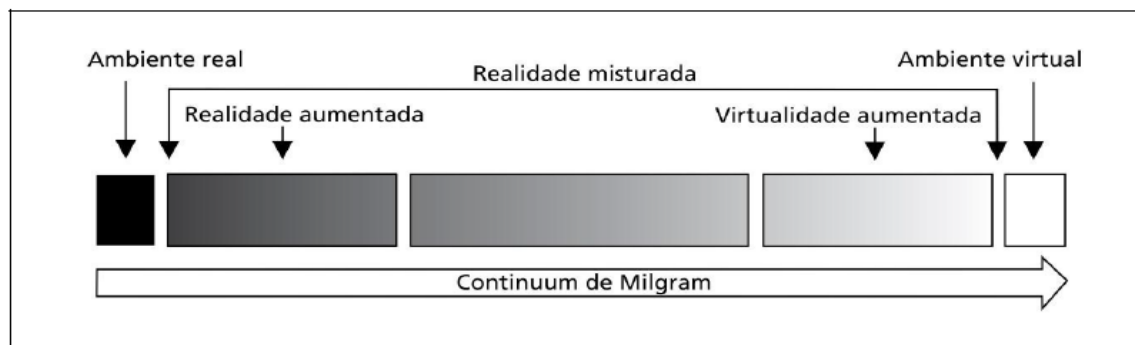 Ambiente real
Ambiente virtual
Realidade misturada
Realidade aumentada
Virtualidade aumentada
Continuum de Milgram